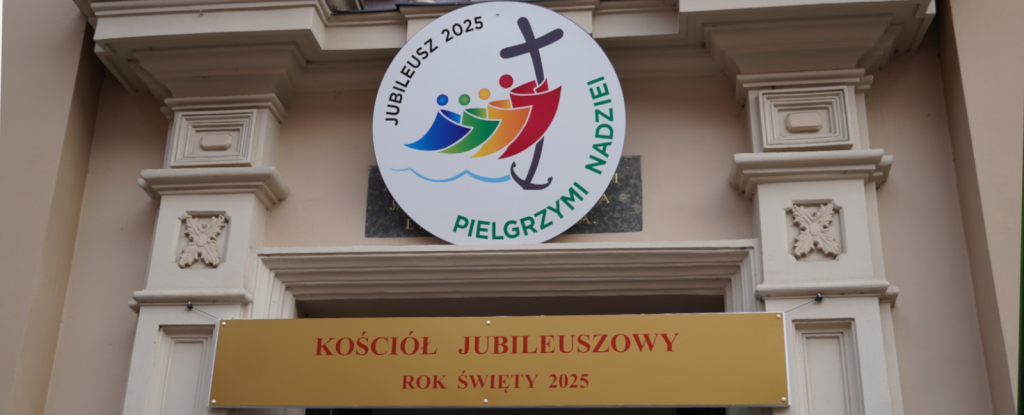 JUBILEUSZ 2025
PIELGRZYMI NADZIEI
KOŚCIÓŁ JUBILEUSZOWY
ROK ŚWIĘTY 2025